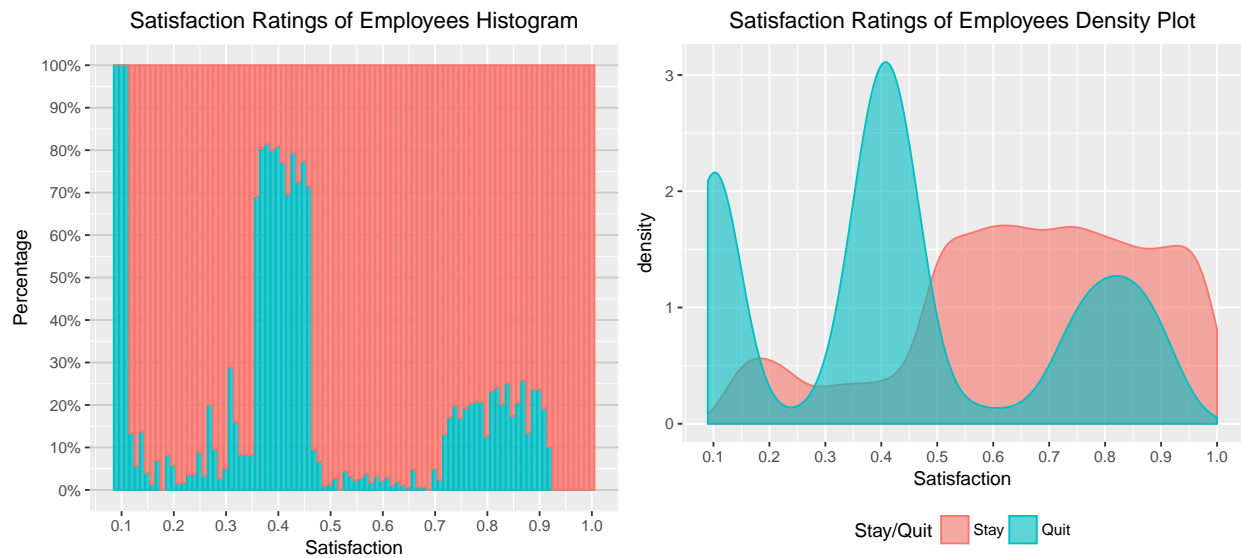 Satisfaction Ratings of Employees Histogram
100%
90%
80%
70%
60%
50%
40%
30%
20%
10%
0%
Percentage
0.1 0.2 0.3 0.4 0.5 0.6 0.7 0.8 0.9 1.0
Satisfaction
Satisfaction Ratings of Employees Density Plot
3
2
1
0
density
0.1 0.2 0.3 0.4 0.5 0.6 0.7 0.8 0.9 1.0
Satisfaction
Stay/Quit Stay Quit